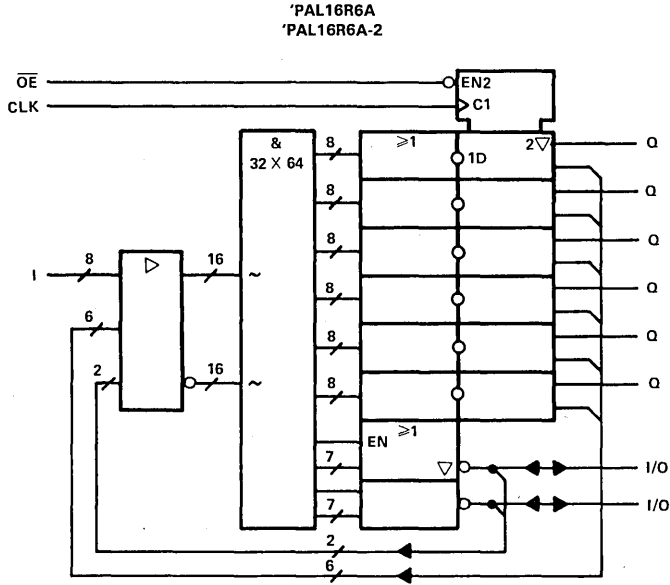 'PAL16R6A
'PAL16R6A-2
OE
CLK
EN2
C1
&
32 X 64
8
≥1
1D
2▽
Q
8
Q
8
Q
8
16
▷
~
I
8
Q
6
8
Q
2
16
~
8
Q
EN
≥1
7
▽
I/O
7
I/O
2
6